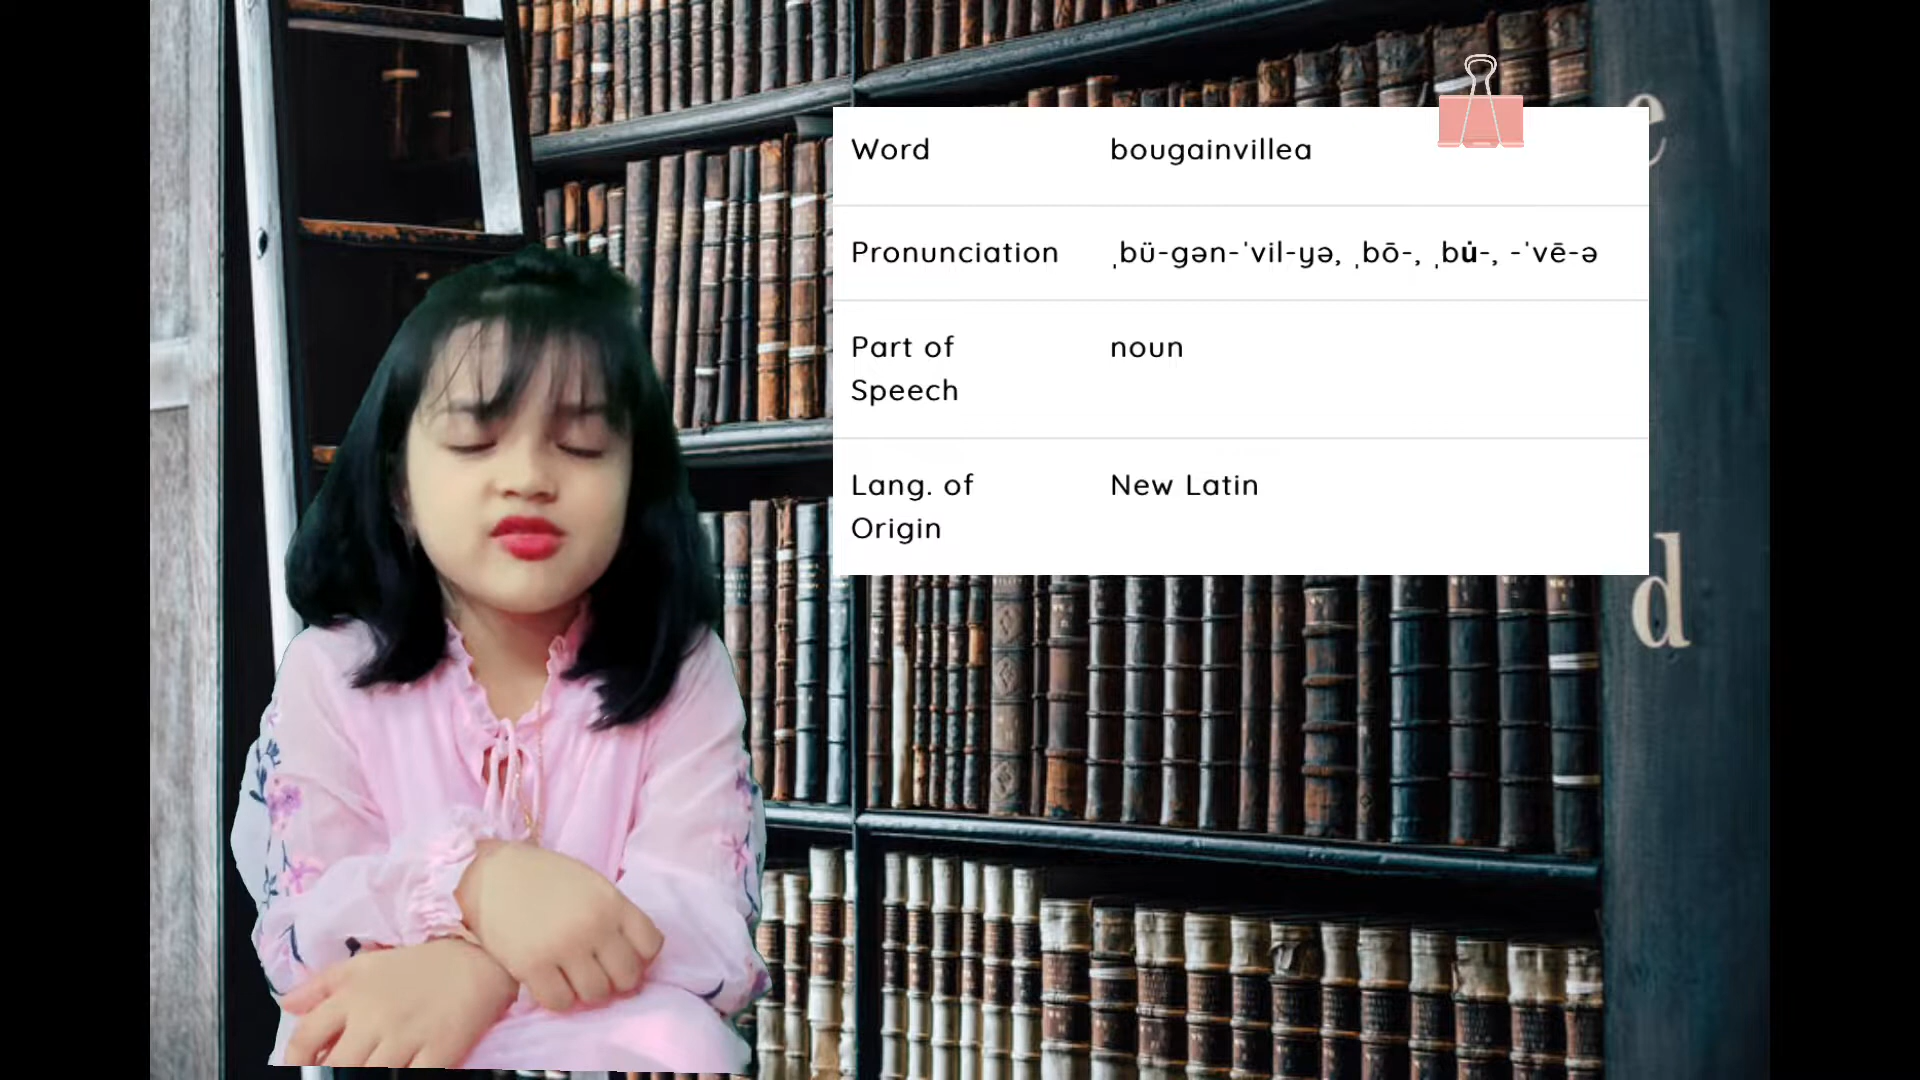 Word bougainvillea
Pronunciation ˌbü-gən-ˈvil-yə, ˌbō-, ˌbu̇-, -ˈvē-ə
Part of noun
Speech
Lang. of New Latin
Origin
e
d